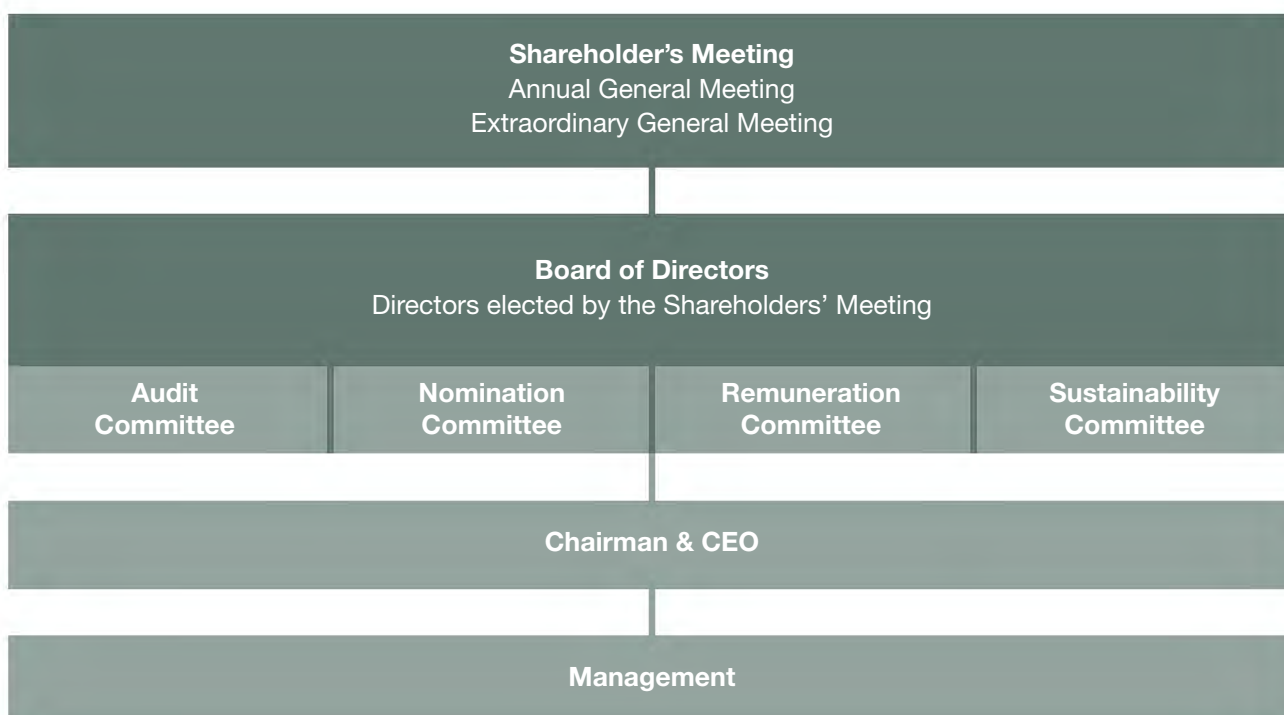 Shareholder’s Meeting
Annual General Meeting
Extraordinary General Meeting
Board of Directors
Directors elected by the Shareholders’ Meeting
Audit
Committee
Nomination
Committee
Remuneration
Committee
Sustainability
Committee
Chairman & CEO
Management